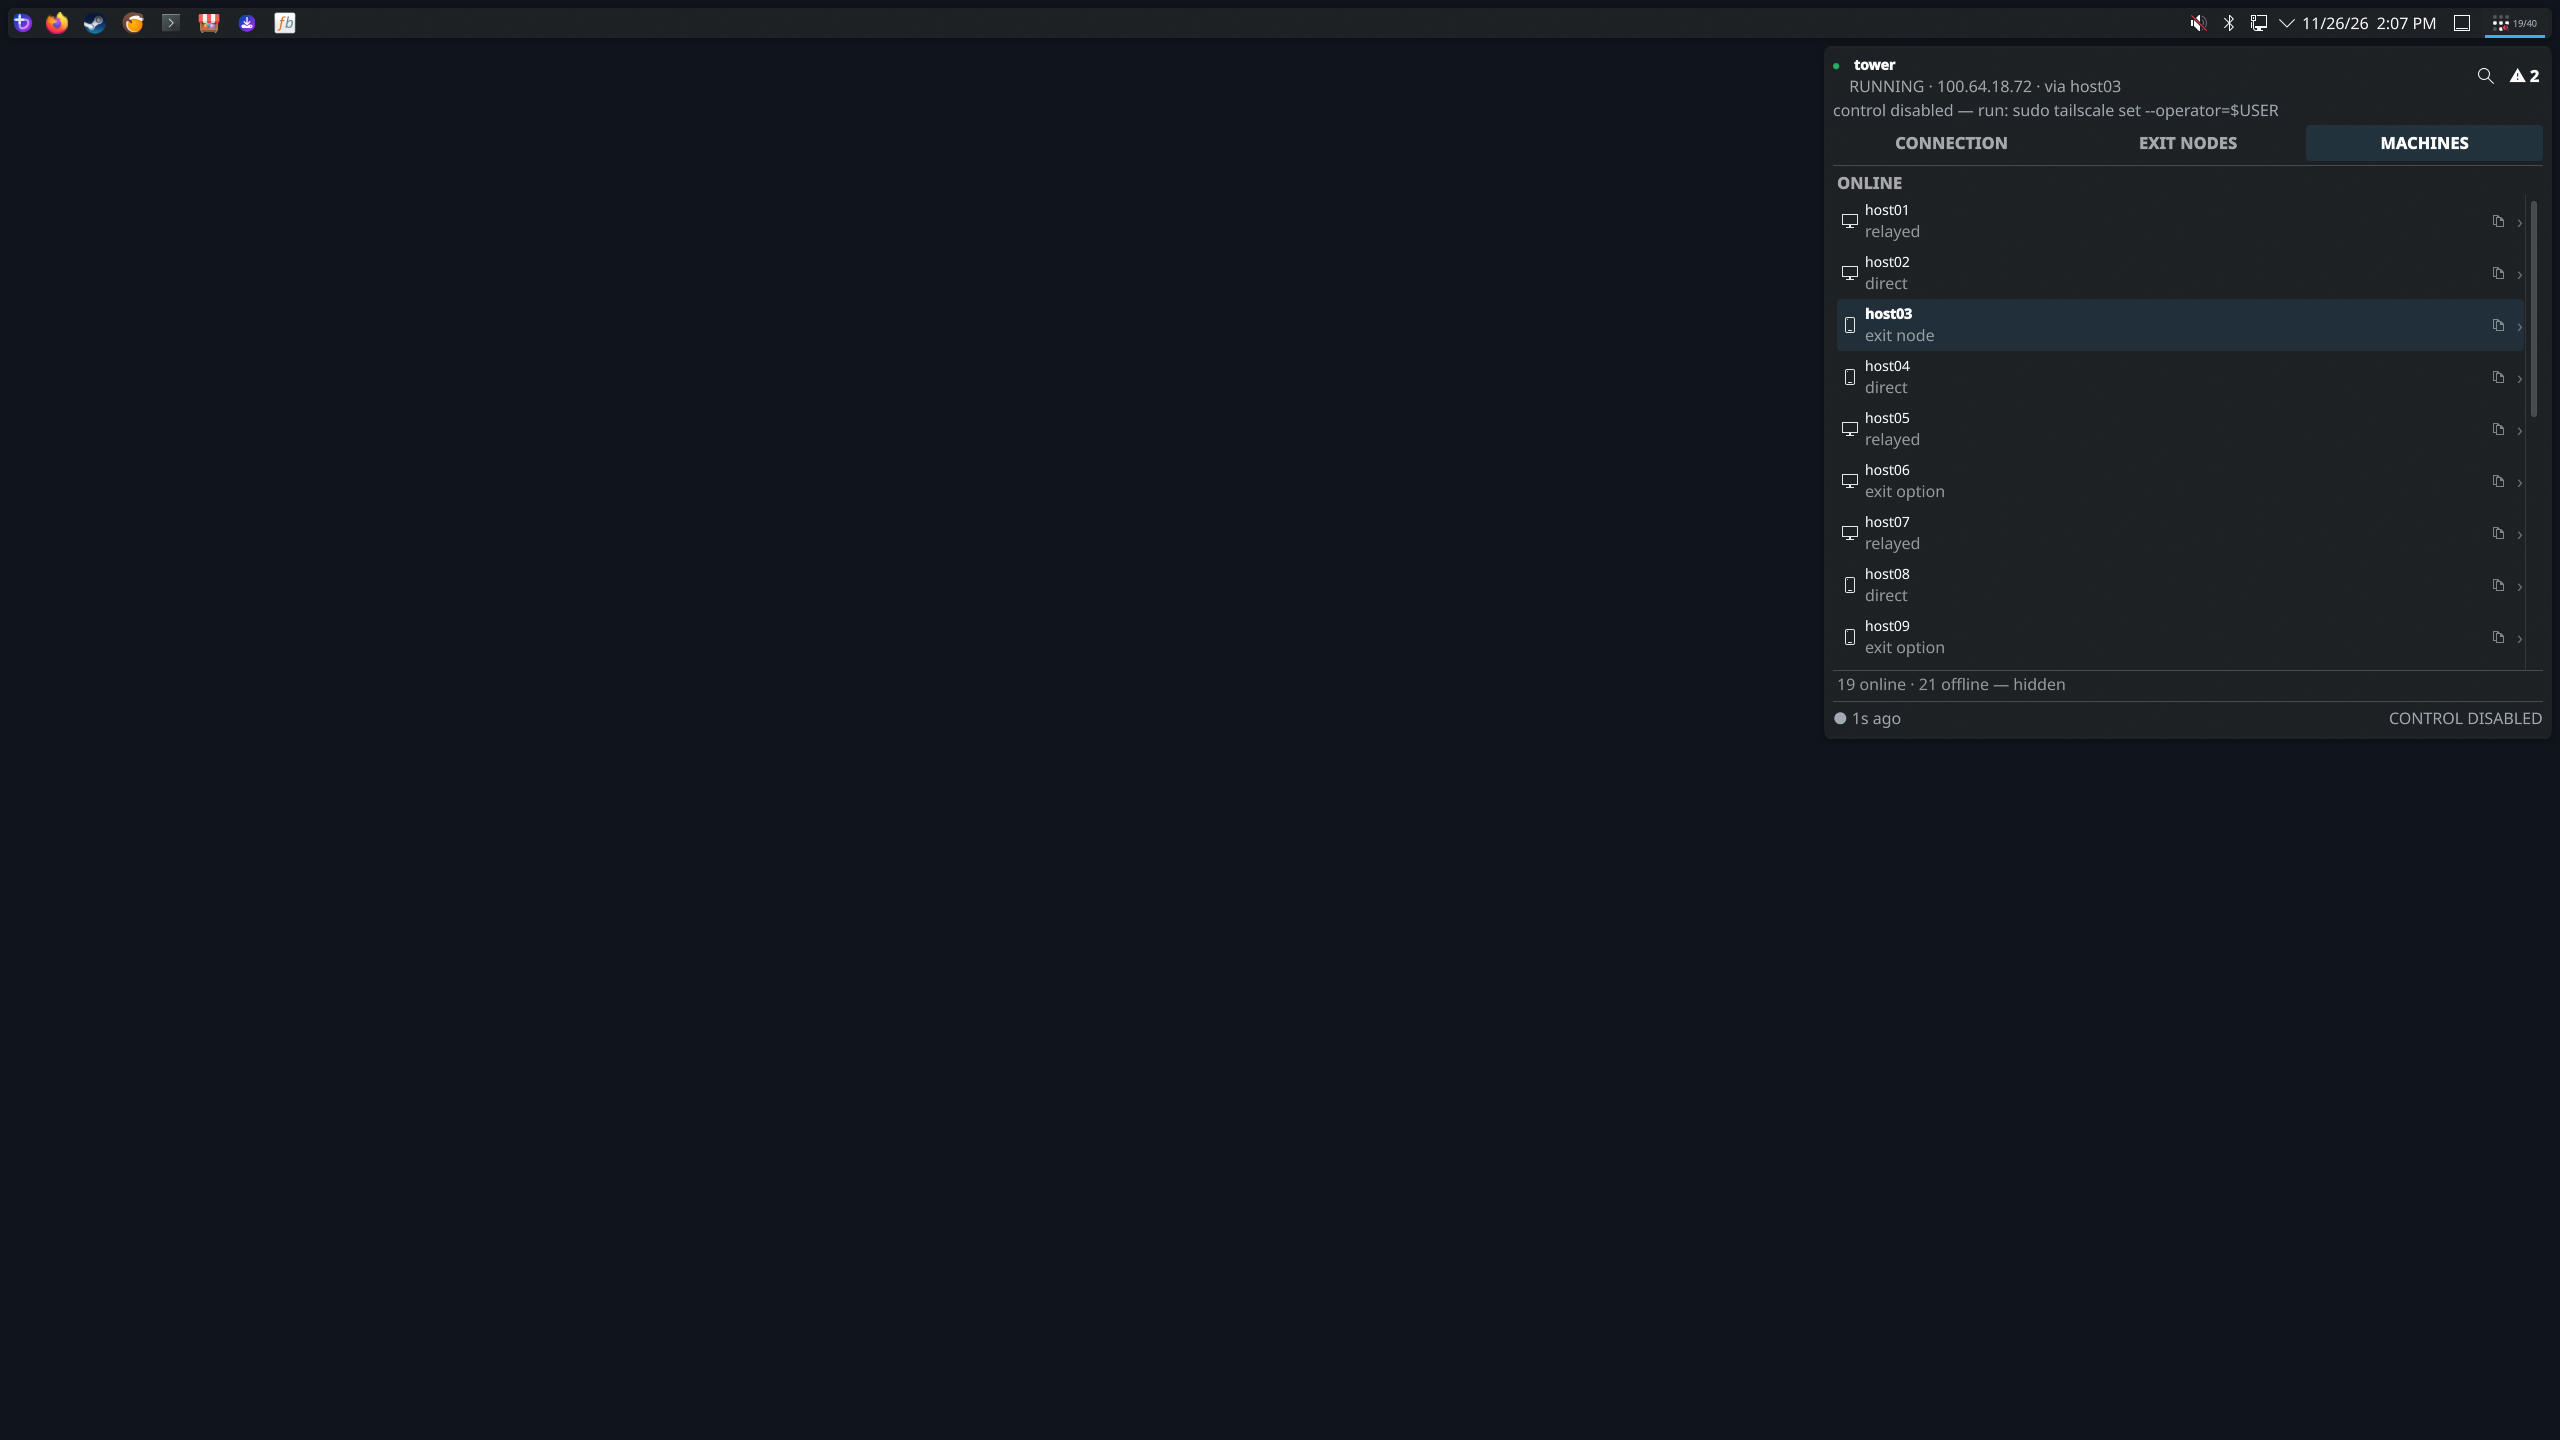 fb
11/26/26 2:07 PM
19/40
tower
2
RUNNING · 100.64.18.72 · via host03
control disabled — run: sudo tailscale set --operator=$USER
CONNECTION EXIT NODES MACHINES
ONLINE
host01
relayed
host02
direct
host03
exit node
host04
direct
host05
relayed
host06
exit option
host07
relayed
host08
direct
host09
exit option
19 online · 21 offline — hidden
1s ago CONTROL DISABLED